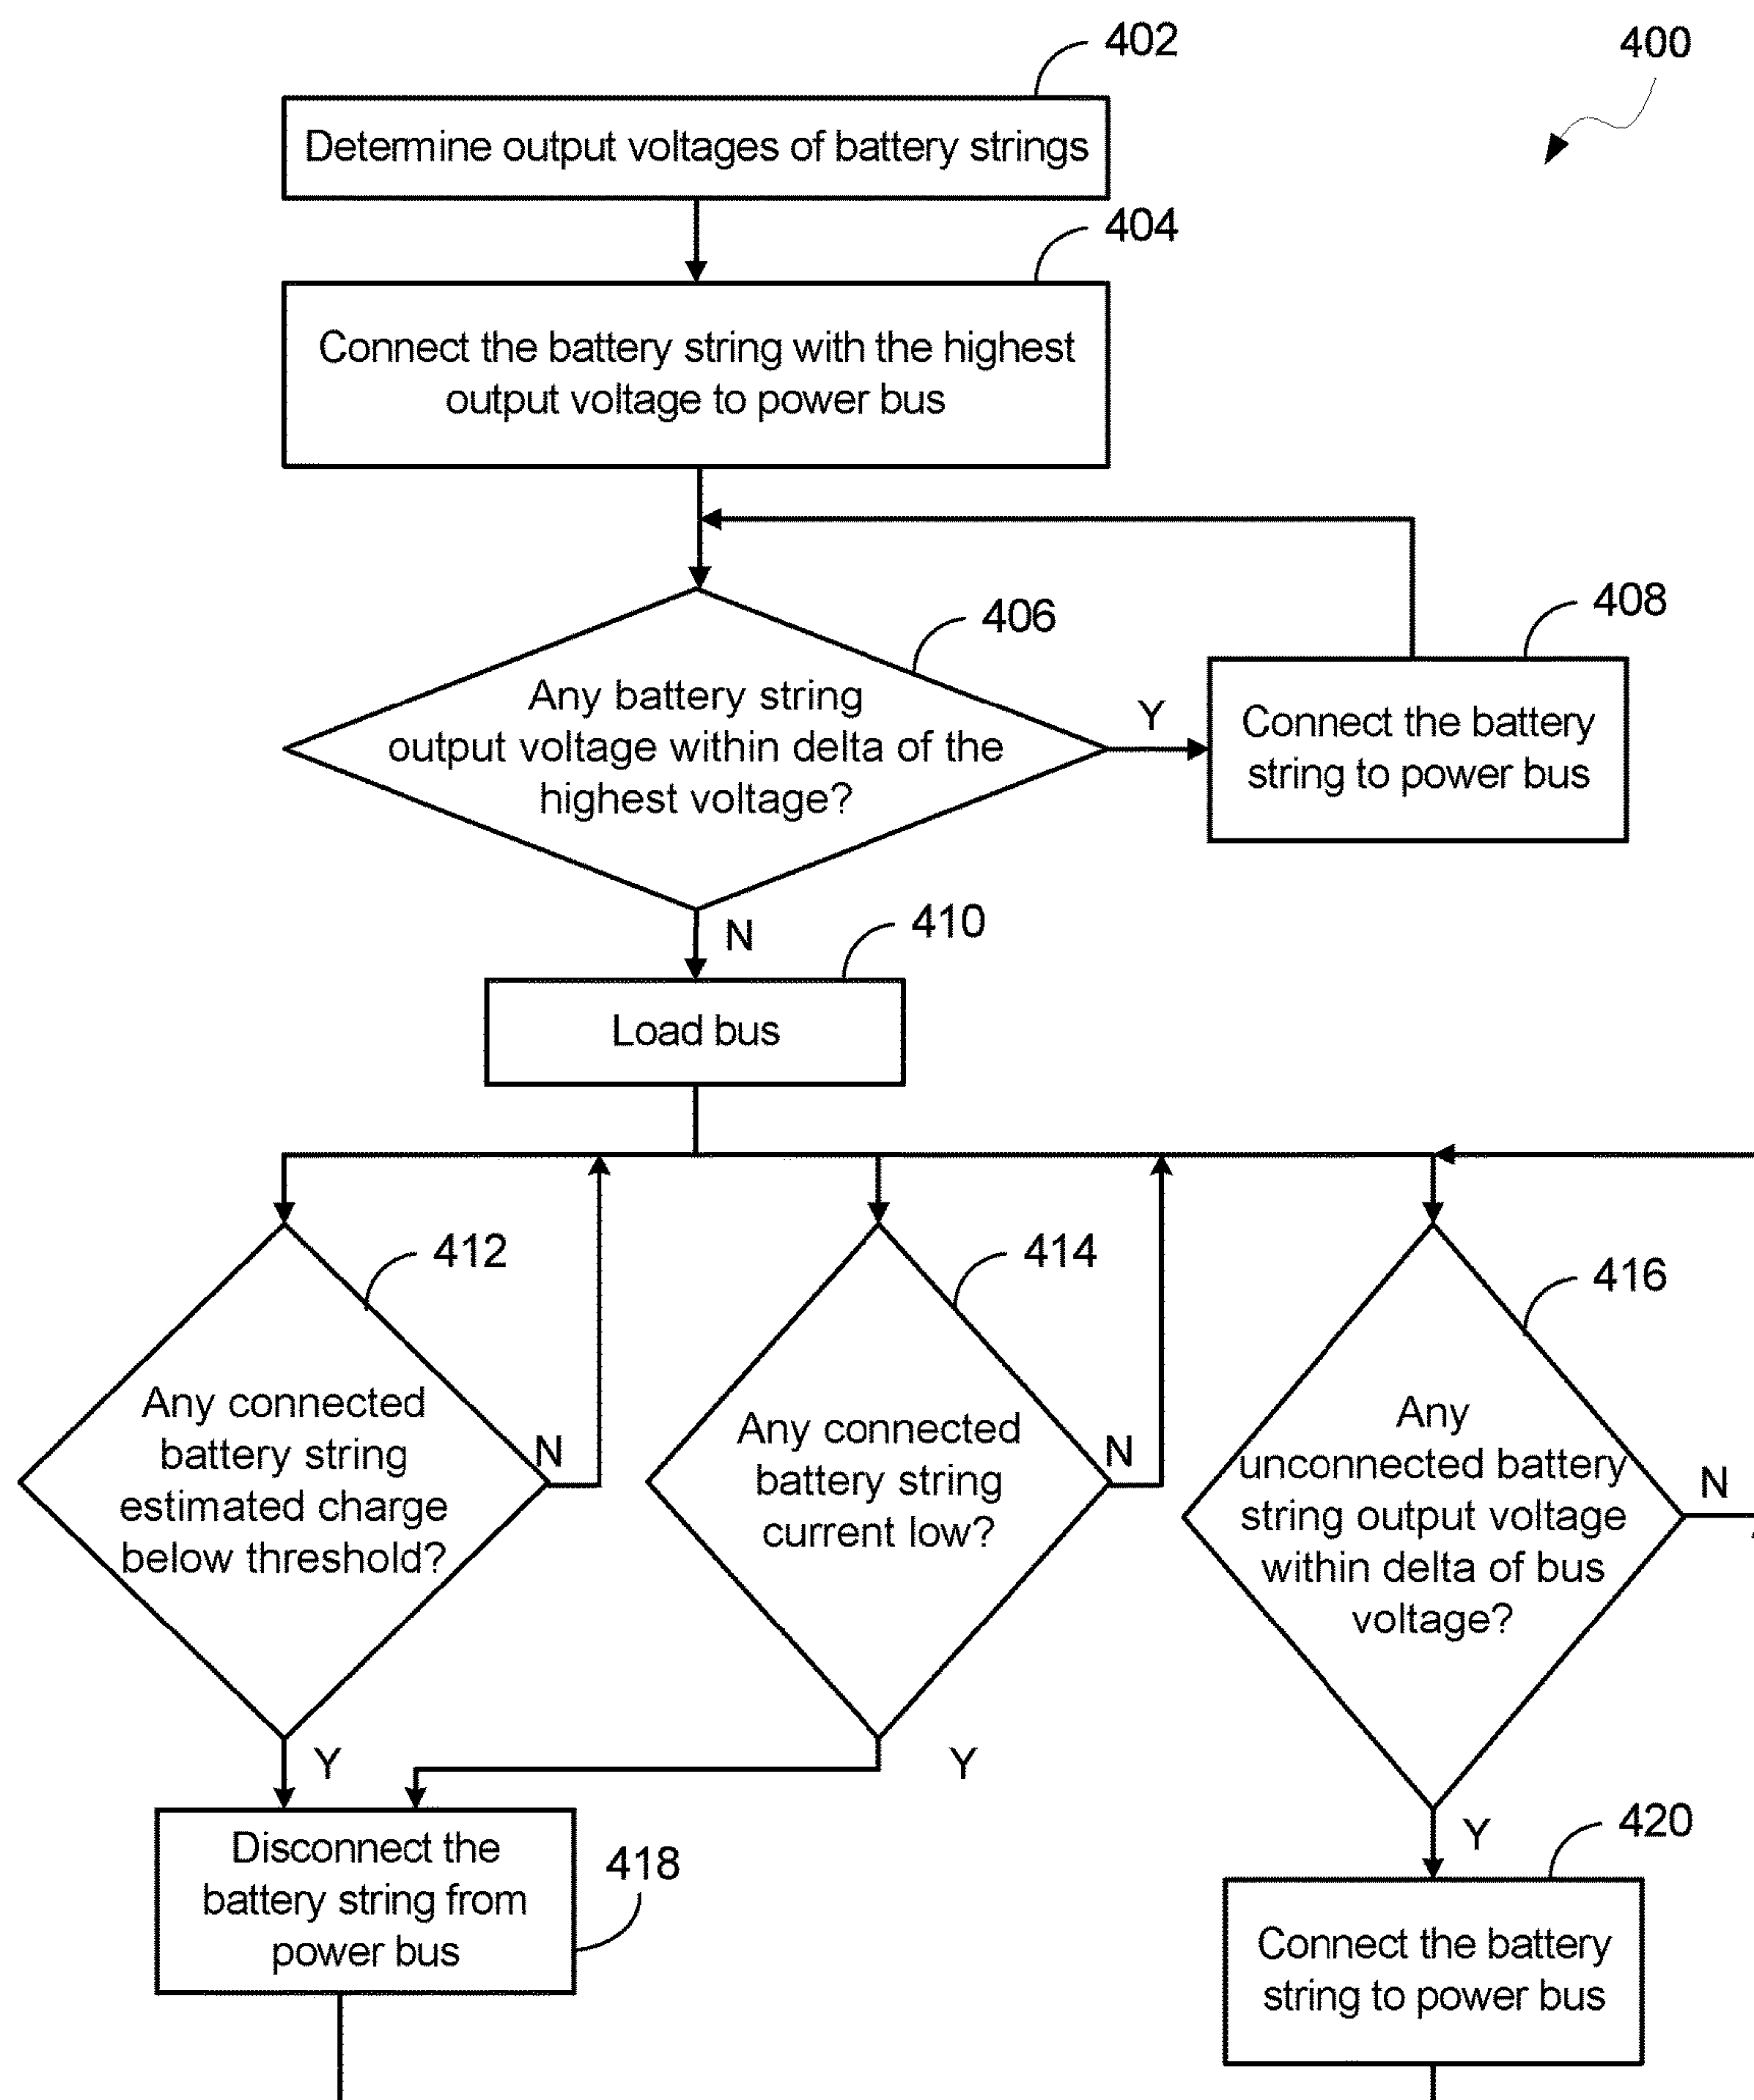 402
400
Determine output voltages of battery strings
404
Connect the battery string with the highest
output voltage to power bus
406
408
Any battery string
output voltage within delta of the
highest voltage?
Y
Connect the battery
string to power bus
N
410
Load bus
412
414
416
Any connected
battery string
estimated charge
below threshold?
N
Any connected
battery string
current low?
N
Any
unconnected battery
string output voltage
within delta of bus
voltage?
N
Y
Y
Y
Disconnect the
battery string from
power bus
418
420
Connect the battery
string to power bus